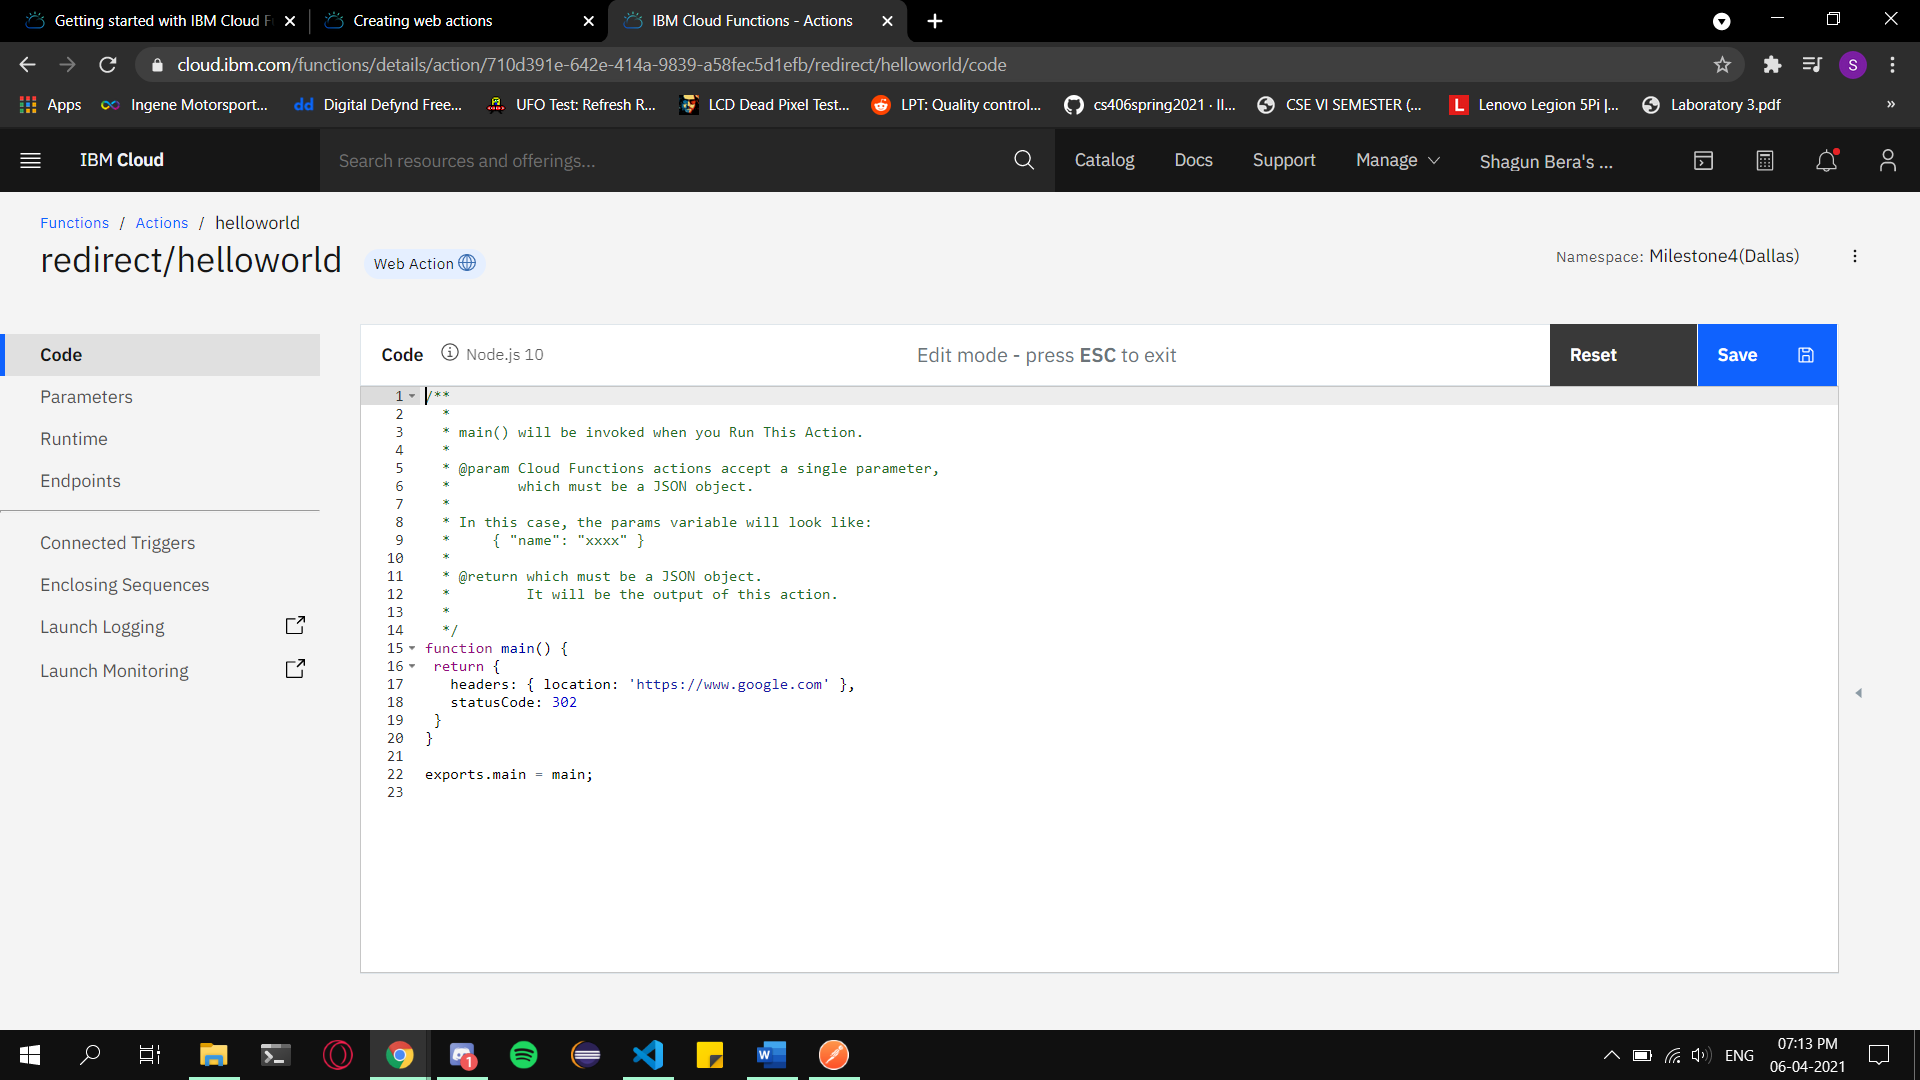 Getting started with IBM Cloud F
Creating web actions
IBM Cloud Functions - Actions
cloud.ibm.com/functions/details/action/710d391e-642e-414a-9839-a58fec5d1efb/redirect/helloworld/code
S
Apps
Ingene Motorsport...
dd Digital Defynd Free...
UFO Test: Refresh R...
LCD Dead Pixel Test...
LPT: Quality control...
cs406spring2021 · II...
CSE VI SEMESTER (...
L Lenovo Legion 5Pi |...
Laboratory 3.pdf
»
IBM Cloud
Search resources and offerings...
Catalog
Docs
Support
Manage
Shagun Bera's ...
Functions / Actions / helloworld
redirect/helloworld
Web Action
Namespace: Milestone4(Dallas)
Code
Parameters
Runtime
Endpoints
Connected Triggers
Enclosing Sequences
Launch Logging
Launch Monitoring
Code Node.js 10
Edit mode - press ESC to exit
Reset
Save
1 /**
2 *
3 * main() will be invoked when you Run This Action.
4 *
5 * @param Cloud Functions actions accept a single parameter,
6 * which must be a JSON object.
7 *
8 * In this case, the params variable will look like:
9 * { "name": "xxxx" }
10 *
11 * @return which must be a JSON object.
12 * It will be the output of this action.
13 *
14 */
15 function main() {
16 return {
17 headers: { location: 'https://www.google.com' },
18 statusCode: 302
19 }
20 }
21
22 exports.main = main;
23
1
W
ENG
07:13 PM
06-04-2021